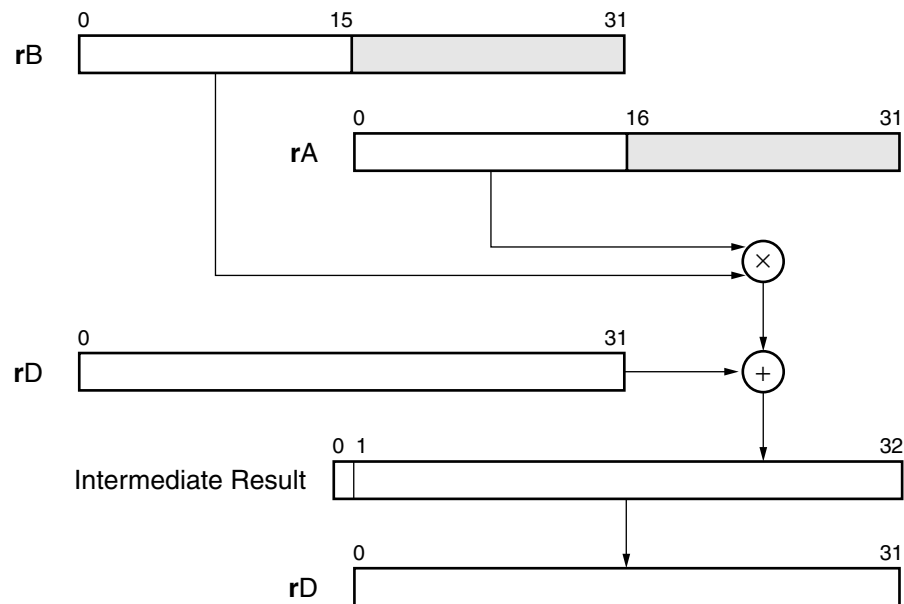 0 15 31
rB
0 16 31
rA
×
0 31
rD
+
0 1 32
Intermediate Result
0 31
rD